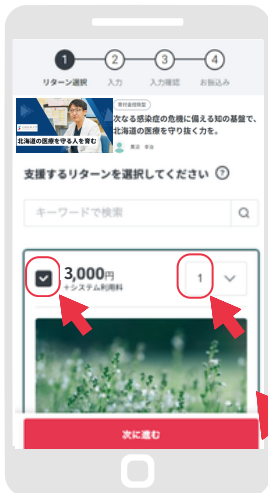 1
2
3
4
リターン選択
入力
入力確認
お振込み
寄付金控除型
次なる感染症の危機に備える知の基盤で、
北海道の医療を守り抜く力を。
北海道の医療を守る人を育む
支援するリターンを選択してください ?
キーワードで検索
3,000円
+システム利用料
1
次に進む